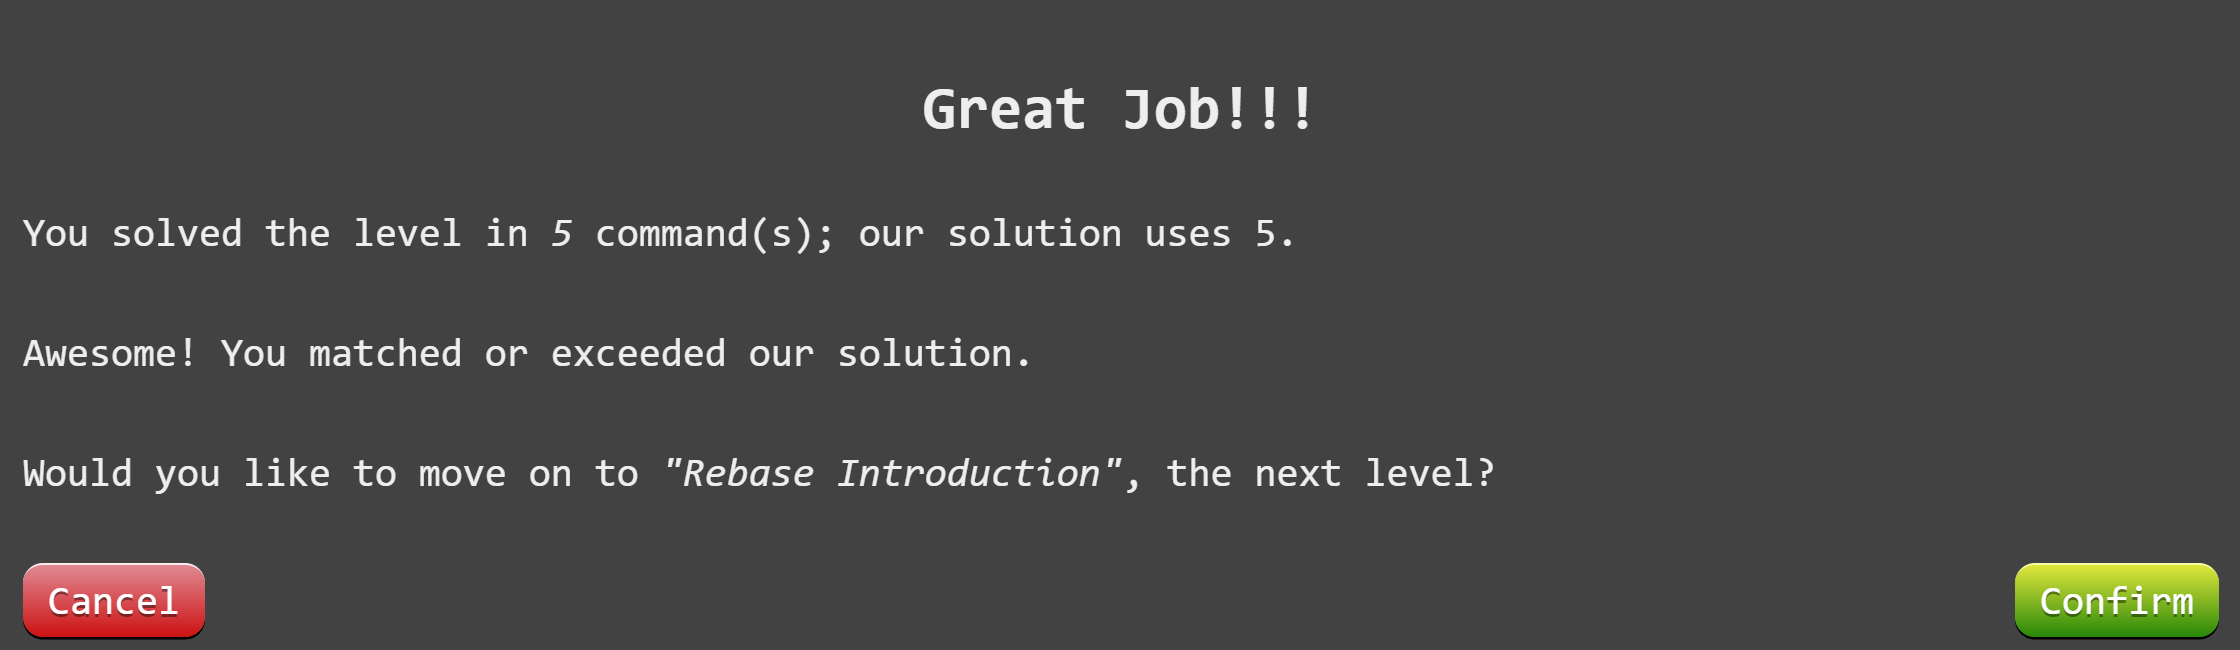 Great Job!!!
You solved the level in 5 command(s); our solution uses 5.
Awesome! You matched or exceeded our solution.
Would you like to move on to "Rebase Introduction", the next level?
Cancel
Confirm